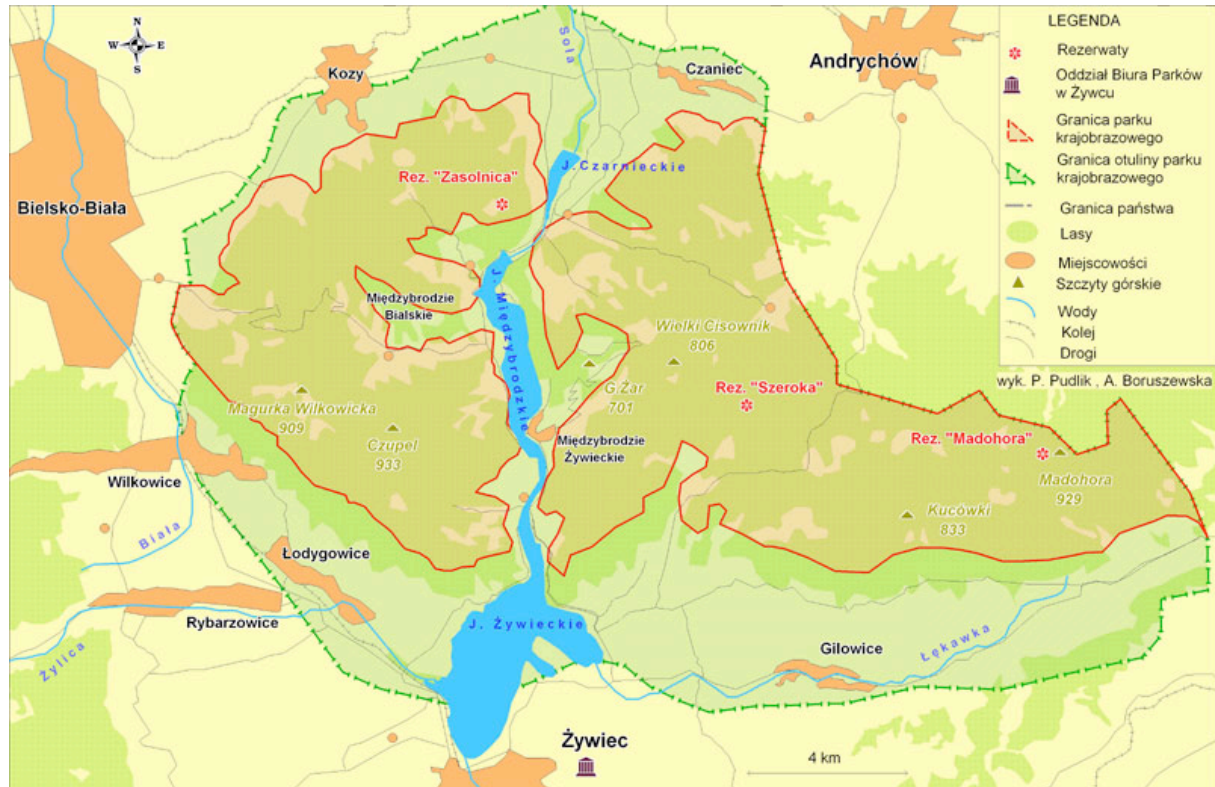 N
W E
S
Kozy
Soła
Czaniec
Andrychów
LEGENDA
Rezerwaty
Oddział Biura Parków
w Żywcu
Granica parku
krajobrazowego
Granica otuliny parku
krajobrazowego
Granica państwa
Lasy
Miejscowości
Szczyty górskie
Wody
Kolej
Drogi
wyk. P. Pudlik , A. Boruszewska
J. Czarnieckie
Rez. "Zasolnica"
Bielsko-Biała
J. Międzybrodzkie
Międzybrodzie
Bialskie
Wielki Cisownik
806
G.Żar
701
Rez. "Szeroka"
Magurka Wilkowicka
909
Czupel
933
Międzybrodzie
Żywieckie
Rez. "Madohora"
Madohora
929
Kucówki
833
Wilkowice
Biała
Łodygowice
Rybarzowice
Żylica
J. Żywieckie
Gilowice
Łękawka
Żywiec
4 km